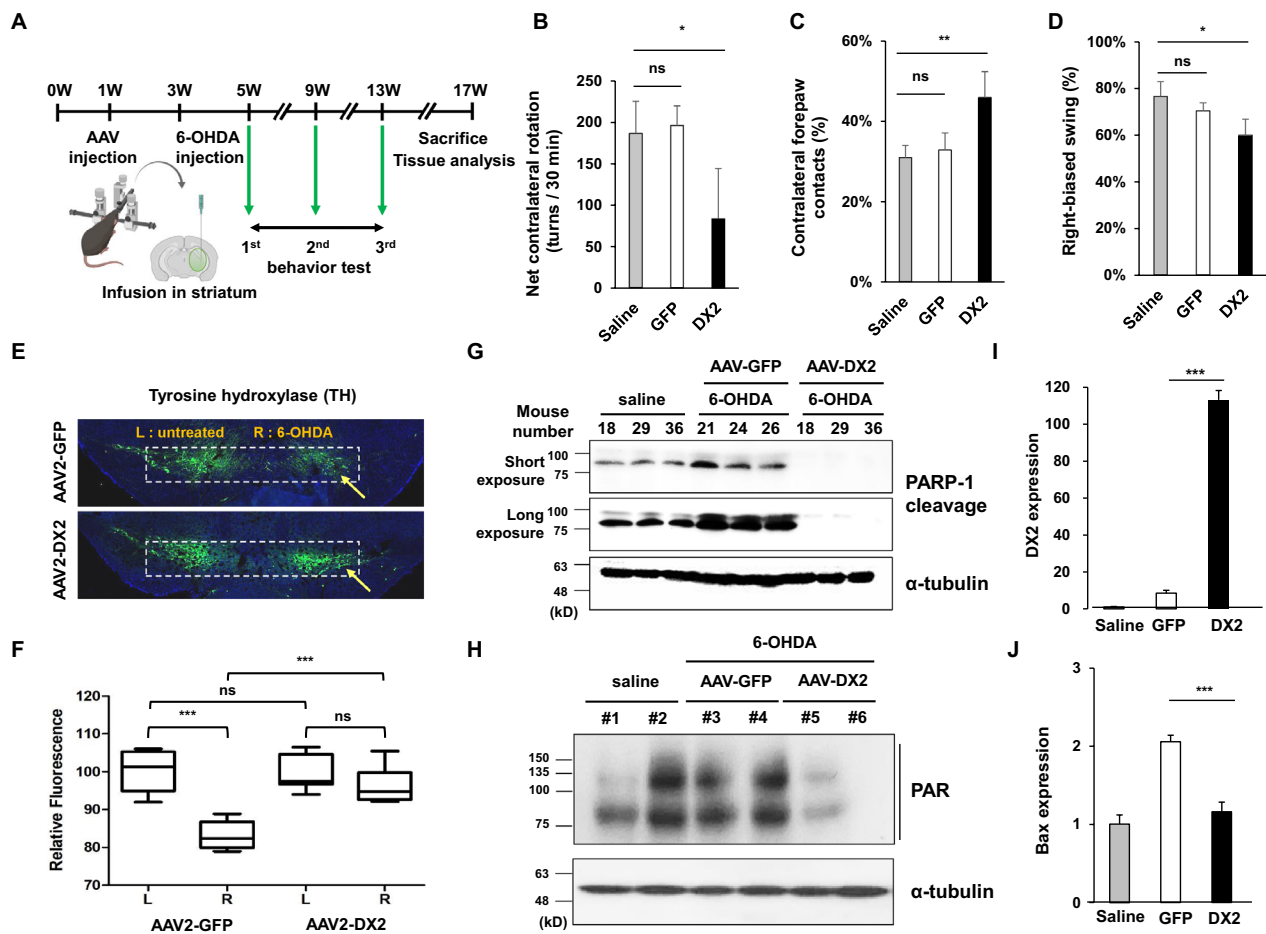 A
0W 1W 3W 5W 9W 13W 17W
AAV
injection
6-OHDA
injection
Sacrifice
Tissue analysis
1st 2nd 3rd
behavior test
Infusion in striatum
B
*
ns
Net contralateral rotation
(turns / 30 min)
250
200
150
100
50
0
Saline GFP DX2
C
**
ns
Contralateral forepaw
contacts (%)
60%
40%
20%
0%
Saline GFP DX2
D
*
ns
Right-biased swing (%)
100%
80%
60%
40%
20%
0%
Saline GFP DX2
E
Tyrosine hydroxylase (TH)
L : untreated R : 6-OHDA
AAV2-GFP
AAV2-DX2
F
***
ns
*** ns
Relative Fluorescence
120
110
100
90
80
70
L R L R
AAV2-GFP AAV2-DX2
G
AAV-GFP AAV-DX2
saline 6-OHDA 6-OHDA
Mouse
number
18 29 36 21 24 26 18 29 36
Short
exposure
100
75
Long
exposure
100
75
PARP-1
cleavage
63
48
(kD)
α-tubulin
H
6-OHDA
saline AAV-GFP AAV-DX2
#1 #2 #3 #4 #5 #6
150
135
100
75
PAR
63
48
(kD)
α-tubulin
I
***
DX2 expression
120
100
80
60
40
20
0
Saline GFP DX2
J
***
Bax expression
3
2
1
0
Saline GFP DX2